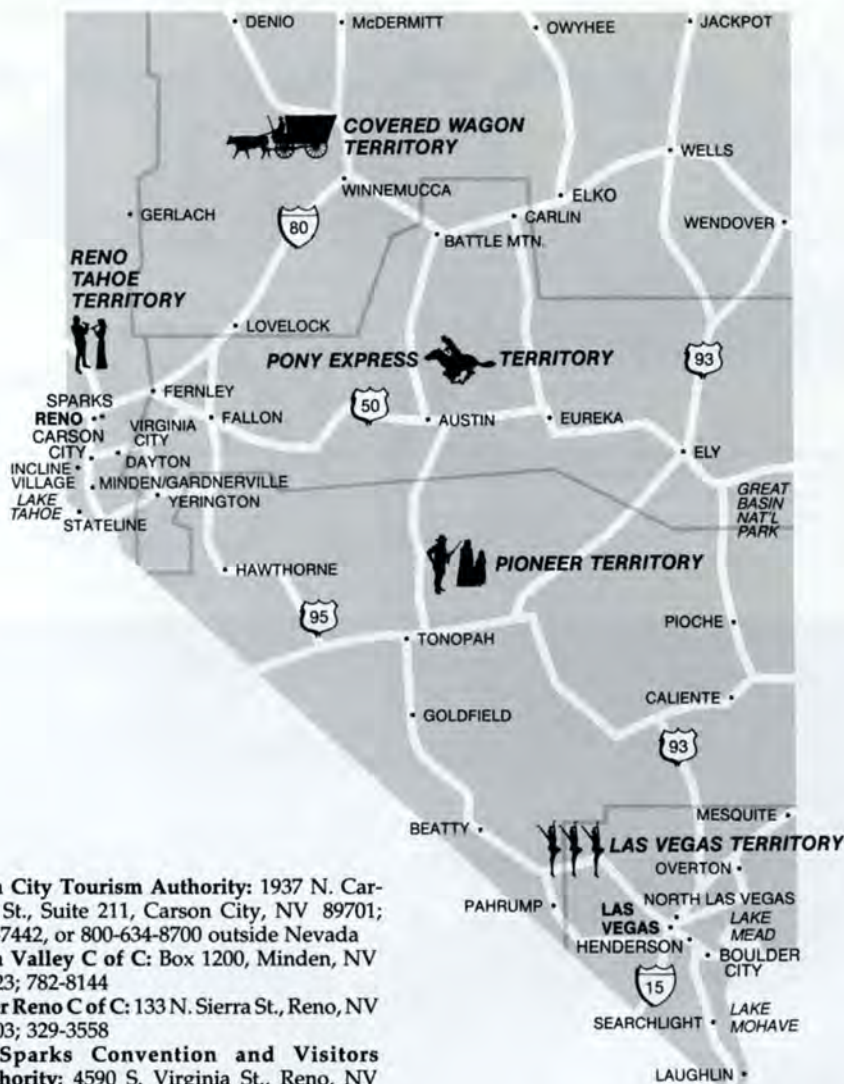 DENIO
McDERMITT
OWYHEE
JACKPOT
COVERED WAGON
TERRITORY
WELLS
WINNEMUCCA
ELKO
GERLACH
CARLIN
WENDOVER
80
BATTLE MTN.
RENO
TAHOE
TERRITORY
LOVELOCK
PONY EXPRESS TERRITORY
93
SPARKS
FERNLEY
50
RENO
VIRGINIA
CITY
FALLON
AUSTIN
EUREKA
CARSON
CITY
DAYTON
ELY
INCLINE
VILLAGE
MINDEN/GARDNERVILLE
LAKE
TAHOE
YERINGTON
STATELINE
GREAT
BASIN
NAT'L
PARK
HAWTHORNE
PIONEER TERRITORY
95
PIOCHE
TONOPAH
CALIENTE
GOLDFIELD
93
MESQUITE
BEATTY
LAS VEGAS TERRITORY
OVERTON
PAHRUMP
NORTH LAS VEGAS
LAS
VEGAS
LAKE
MEAD
HENDERSON
BOULDER
CITY
15
SEARCHLIGHT
LAKE
MOHAVE
LAUGHLIN
City Tourism Authority: 1937 N. Car-
St., Suite 211, Carson City, NV 89701;
7442, or 800-634-8700 outside Nevada
Valley C of C: Box 1200, Minden, NV
23; 782-8144
r Reno C of C: 133 N. Sierra St., Reno, NV
03; 329-3558
Sparks Convention and Visitors
hority: 4590 S. Virginia St., Reno, NV